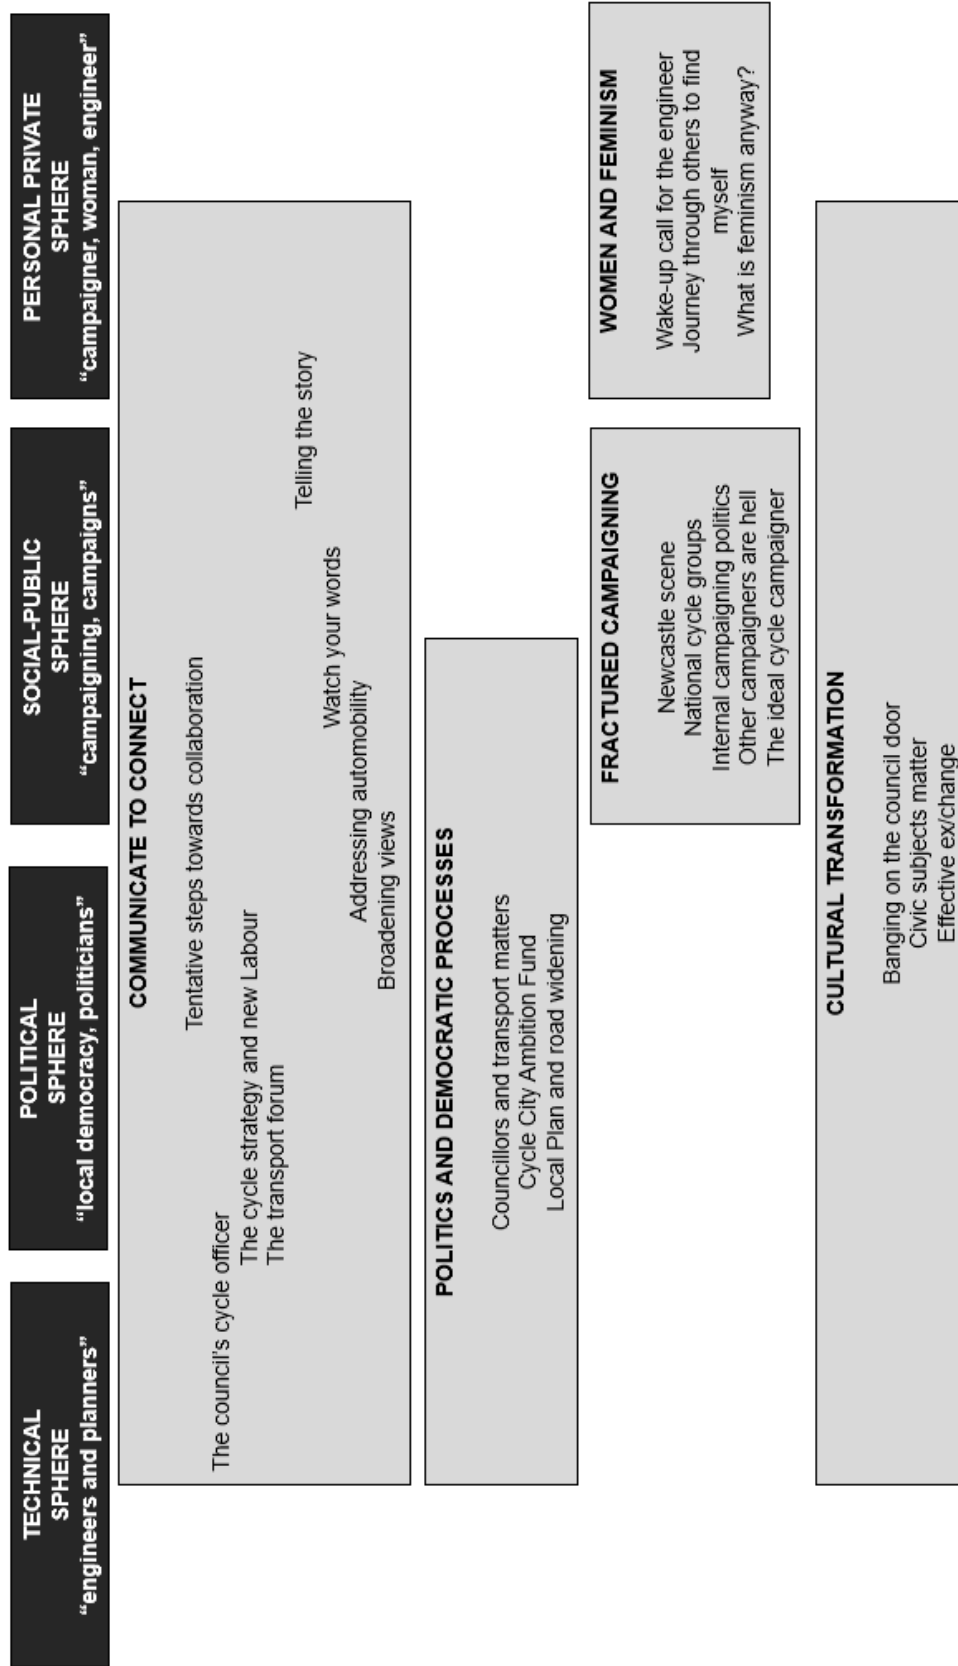 TECHNICAL
SPHERE
“engineers and planners”
POLITICAL
SPHERE
“local democracy, politicians”
SOCIAL-PUBLIC
SPHERE
“campaigning, campaigns”
PERSONAL PRIVATE
SPHERE
“campaigner, woman, engineer”
COMMUNICATE TO CONNECT
Tentative steps towards collaboration
The council's cycle officer
The cycle strategy and new Labour
The transport forum
Telling the story
Watch your words
Addressing automobility
Broadening views
POLITICS AND DEMOCRATIC PROCESSES
Councillors and transport matters
Cycle City Ambition Fund
Local Plan and road widening
FRACTURED CAMPAIGNING
Newcastle scene
National cycle groups
Internal campaigning politics
Other campaigners are hell
The ideal cycle campaigner
WOMEN AND FEMINISM
Wake-up call for the engineer
Journey through others to find
myself
What is feminism anyway?
CULTURAL TRANSFORMATION
Banging on the council door
Civic subjects matter
Effective ex/change